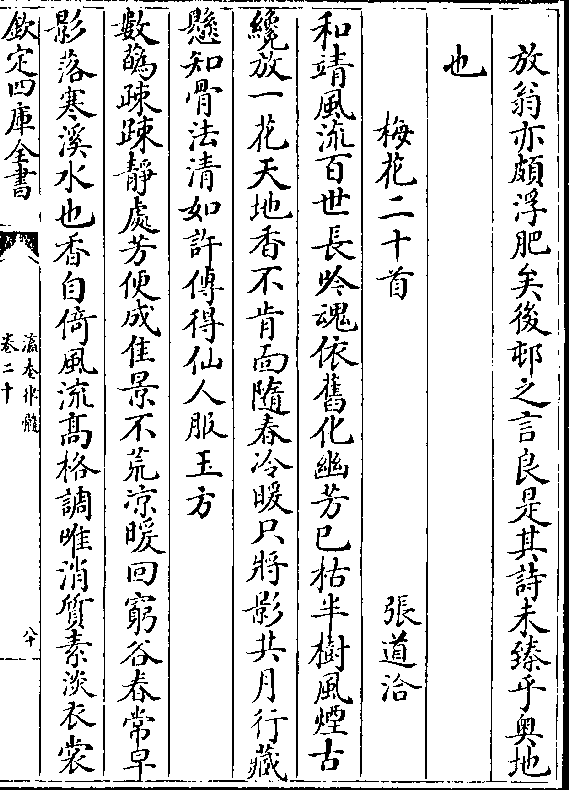 放翁亦頗浮肥矣後邨之言良是其詩未臻乎奥地
也
梅花二十首 張道洽
和靖風流百世長吟魂依舊化幽芳已枯半樹風煙古
纔放一花天地香不肯面隨春冷暖只將影共月行藏
懸知骨法清如許傳得仙人服玉方
數蕊疎疎靜處芳便成佳景不荒凉暖回窮谷春常早
影落寒溪水也香自倚風流髙格調唯消質素淡衣裳
欽定四庫全書
瀛奎律髓
卷二十
八十